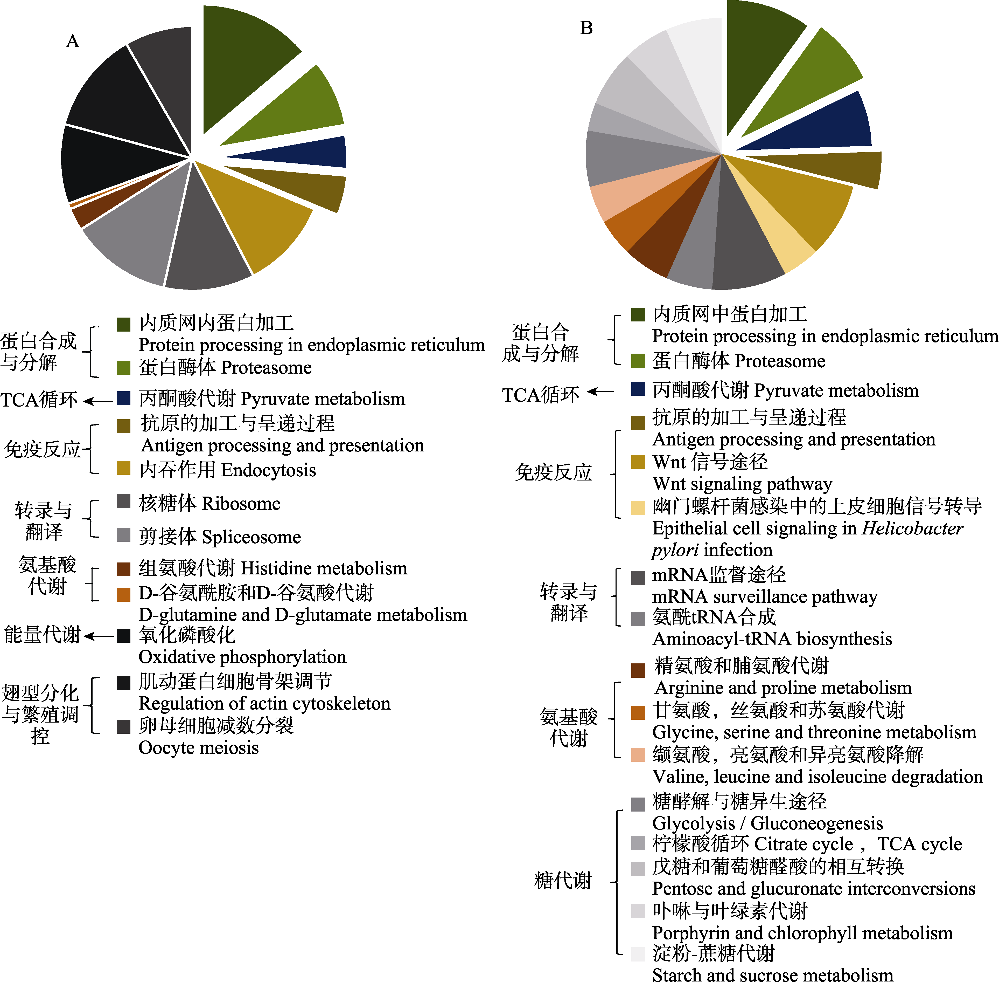 A
蛋白合成
与分解
内质网内蛋白加工
Protein processing in endoplasmic reticulum
蛋白酶体 Proteasome
TCA循环
丙酮酸代谢 Pyruvate metabolism
免疫反应
抗原的加工与呈递过程
Antigen processing and presentation
内吞作用 Endocytosis
转录与
翻译
核糖体 Ribosome
剪接体 Spliceosome
氨基酸
代谢
组氨酸代谢 Histidine metabolism
D-谷氨酰胺和D-谷氨酸代谢
D-glutamine and D-glutamate metabolism
能量代谢
氧化磷酸化
Oxidative phosphorylation
翅型分化
与繁殖调
控
肌动蛋白细胞骨架调节
Regulation of actin cytoskeleton
卵母细胞减数分裂
Oocyte meiosis
B
蛋白合
成与分解
内质网中蛋白加工
Protein processing in endoplasmic reticulum
蛋白酶体 Proteasome
TCA循环
丙酮酸代谢 Pyruvate metabolism
免疫反应
抗原的加工与呈递过程
Antigen processing and presentation
Wnt 信号途径
Wnt signaling pathway
幽门螺杆菌感染中的上皮细胞信号转导
Epithelial cell signaling in Helicobacter
pylori infection
转录与
翻译
mRNA监督途径
mRNA surveillance pathway
氨酰tRNA合成
Aminoacyl-tRNA biosynthesis
氨基酸
代谢
精氨酸和脯氨酸代谢
Arginine and proline metabolism
甘氨酸，丝氨酸和苏氨酸代谢
Glycine, serine and threonine metabolism
缬氨酸，亮氨酸和异亮氨酸降解
Valine, leucine and isoleucine degradation
糖代谢
糖酵解与糖异生途径
Glycolysis / Gluconeogenesis
柠檬酸循环 Citrate cycle，TCA cycle
戊糖和葡萄糖醛酸的相互转换
Pentose and glucuronate interconversions
卟啉与叶绿素代谢
Porphyrin and chlorophyll metabolism
淀粉-蔗糖代谢
Starch and sucrose metabolism